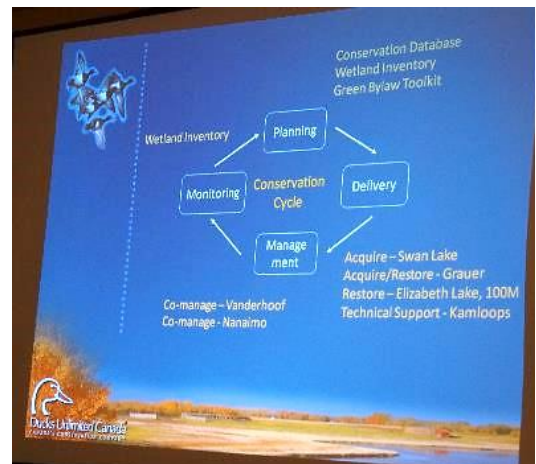 Conservation Database
Wetland Inventory
Green Bylaw Toolkit
Wetland Inventory
Planning
Monitoring
Conservation
Cycle
Delivery
Manage
ment
Acquire – Swan Lake
Acquire/Restore - Grauer
Restore – Elizabeth Lake, 100M
Technical Support - Kamloops
Co-manage – Vanderhoof
Co-manage - Nanaimo
Ducks Unlimited Canada